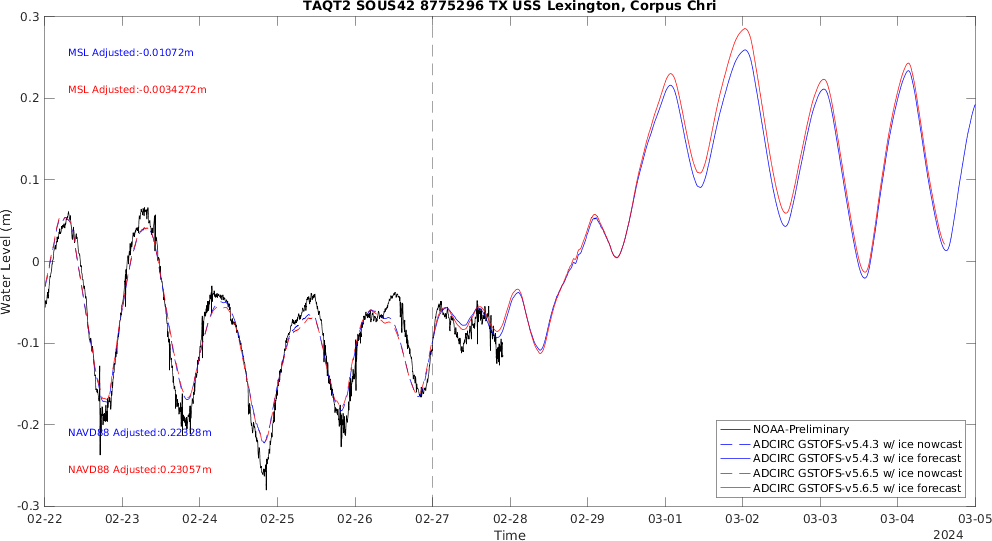 TAQT2 SOUS42 8775296 TX USS Lexington, Corpus Chri
MSL Adjusted:-0.01072m
MSL Adjusted:-0.0034272m
NAVD88 Adjusted:0.22328m
NAVD88 Adjusted:0.23057m
Water Level (m)
0.3
0.2
0.1
0
-0.1
-0.2
-0.3
NOAA-Preliminary
ADCIRC GSTOFS-v5.4.3 w/ ice nowcast
ADCIRC GSTOFS-v5.4.3 w/ ice forecast
ADCIRC GSTOFS-v5.6.5 w/ ice nowcast
ADCIRC GSTOFS-v5.6.5 w/ ice forecast
02-22 02-23 02-24 02-25 02-26 02-27 02-28 02-29 03-01 03-02 03-03 03-04 03-05
Time
2024